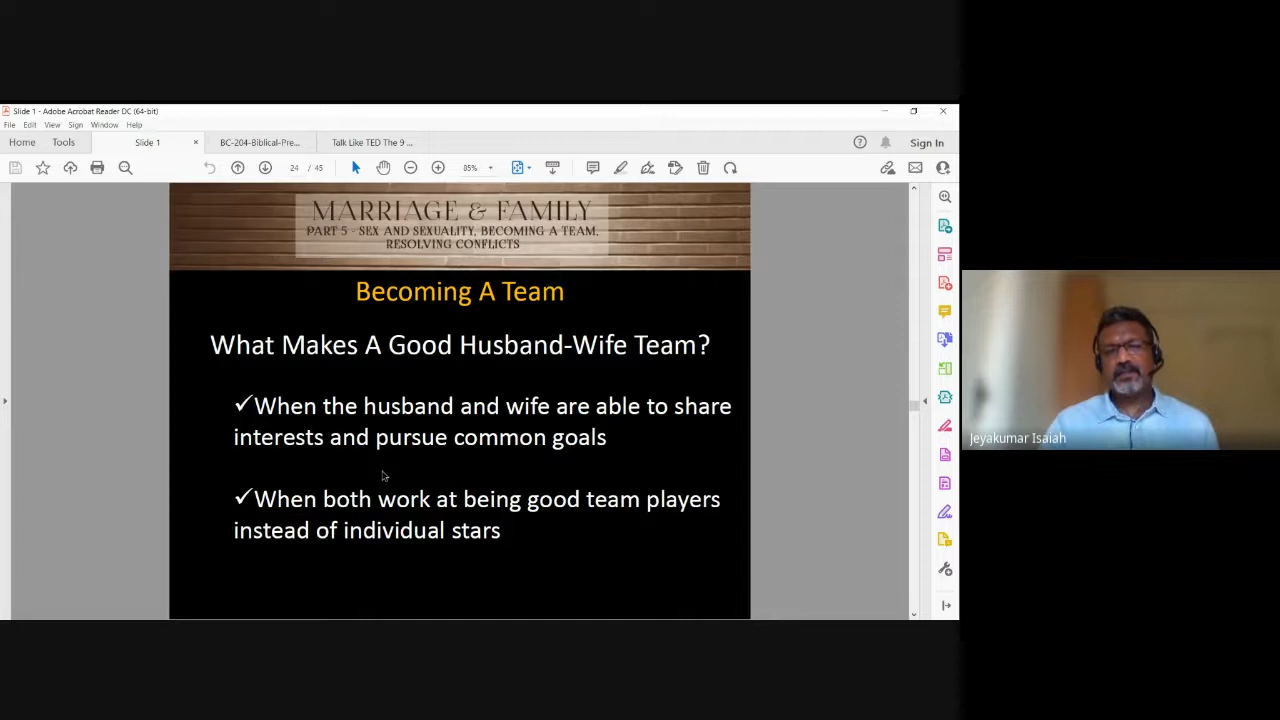 Slide 1 - Adobe Acrobat Reader DC (64-bit)
File Edit View Sign Window Help
Home Tools Slide 1 × BC-204-Biblical-Pre... Talk Like TED The 9 ... Sign In
24 / 45 85%
MARRIAGE & FAMILY
PART 5 - SEX AND SEXUALITY, BECOMING A TEAM,
RESOLVING CONFLICTS
Becoming A Team
What Makes A Good Husband-Wife Team?
✓When the husband and wife are able to share
interests and pursue common goals
✓When both work at being good team players
instead of individual stars
Jeyakumar Isaiah